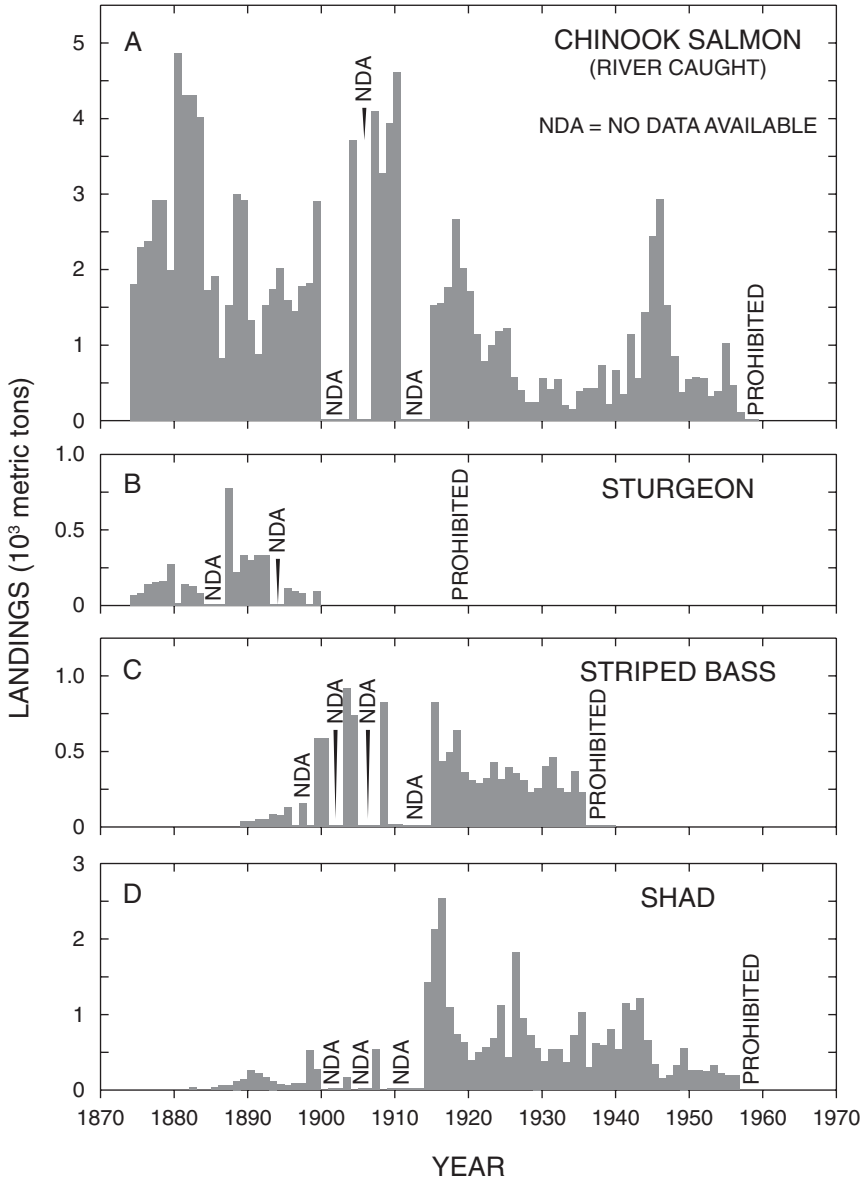 LANDINGS (10³ metric tons)
A
CHINOOK SALMON
(RIVER CAUGHT)
NDA = NO DATA AVAILABLE
5
4
3
2
1
0
NDA
NDA
NDA
PROHIBITED
B
STURGEON
1.0
0.5
0
NDA
NDA
PROHIBITED
C
STRIPED BASS
1.0
0.5
0
NDA
NDA
NDA
NDA
PROHIBITED
D
SHAD
3
2
1
0
NDA
NDA
NDA
PROHIBITED
1870 1880 1890 1900 1910 1920 1930 1940 1950 1960 1970
YEAR